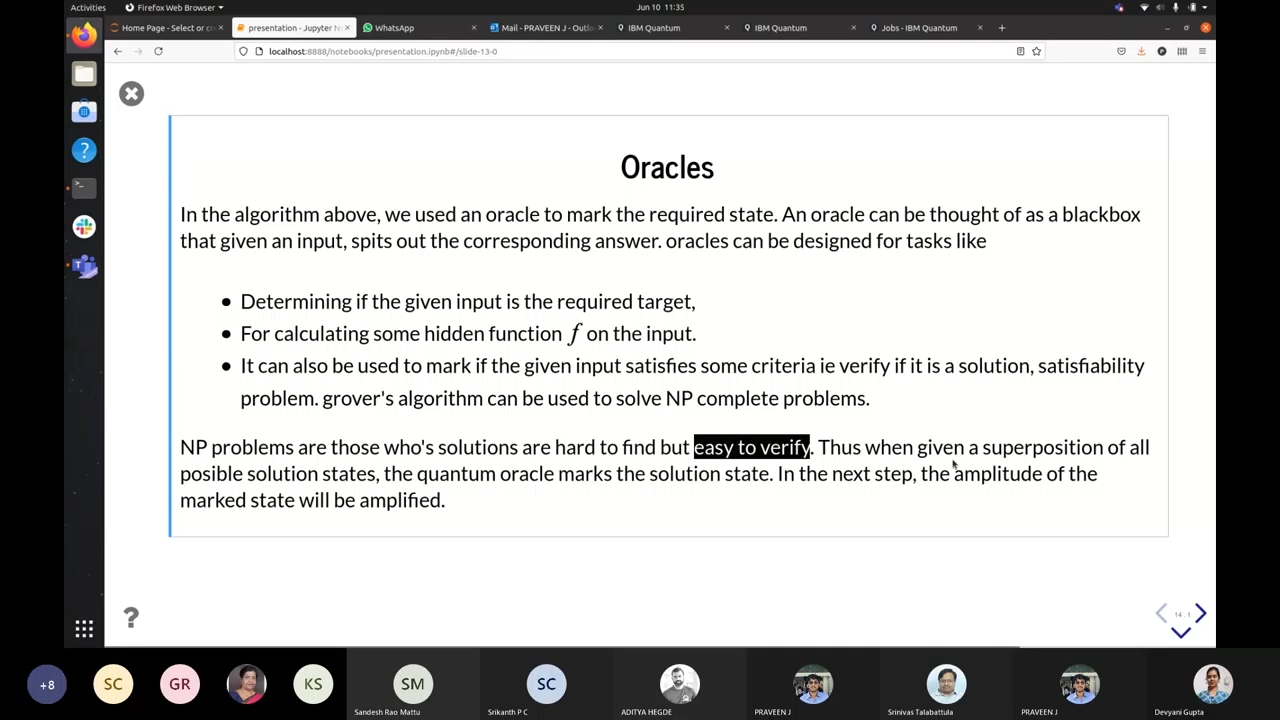 Activities
Firefox Web Browser
Jun 10 11:35
Home Page - Select or cr
presentation - Jupyter N
WhatsApp
Mail - PRAVEEN J - Outlo
IBM Quantum
IBM Quantum
Jobs - IBM Quantum
localhost:8888/notebooks/presentation.ipynb#/slide-13-0
Oracles
In the algorithm above, we used an oracle to mark the required state. An oracle can be thought of as a blackbox
that given an input, spits out the corresponding answer. oracles can be designed for tasks like
Determining if the given input is the required target,
For calculating some hidden function f on the input.
It can also be used to mark if the given input satisfies some criteria ie verify if it is a solution, satisfiability
problem. grover's algorithm can be used to solve NP complete problems.
NP problems are those who's solutions are hard to find but easy to verify. Thus when given a superposition of all
posible solution states, the quantum oracle marks the solution state. In the next step, the amplitude of the
marked state will be amplified.
14 . 1
+8
SC
GR
KS
SM
SC
Sandesh Rao Mattu
Srikanth P C
ADITYA HEGDE
PRAVEEN J
Srinivas Talabattula
PRAVEEN J
Devyani Gupta